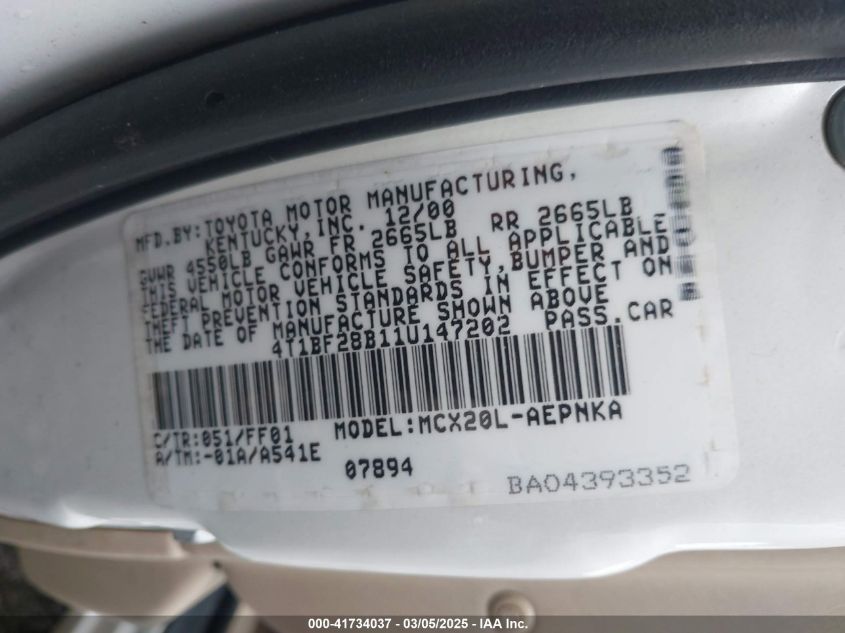 MFD.BY:TOYOTA MOTOR MANUFACTURING,
KENTUCKY,INC. 12/00
GVWR 4550LB GAWR FR 2665LB RR 2665LB
THIS VEHICLE CONFORMS TO ALL APPLICABLE
FEDERAL MOTOR VEHICLE SAFETY,BUMPER AND
THEFT PREVENTION STANDARDS IN EFFECT ON
THE DATE OF MANUFACTURE SHOWN ABOVE
4T1BF28B11U147202 PASS.CAR
C/TR:051/FF01 MODEL:MCX20L-AEPNKA
A/TM:-01A/A541E
07894
BA04393352
000-41734037 - 03/05/2025 - IAA Inc.